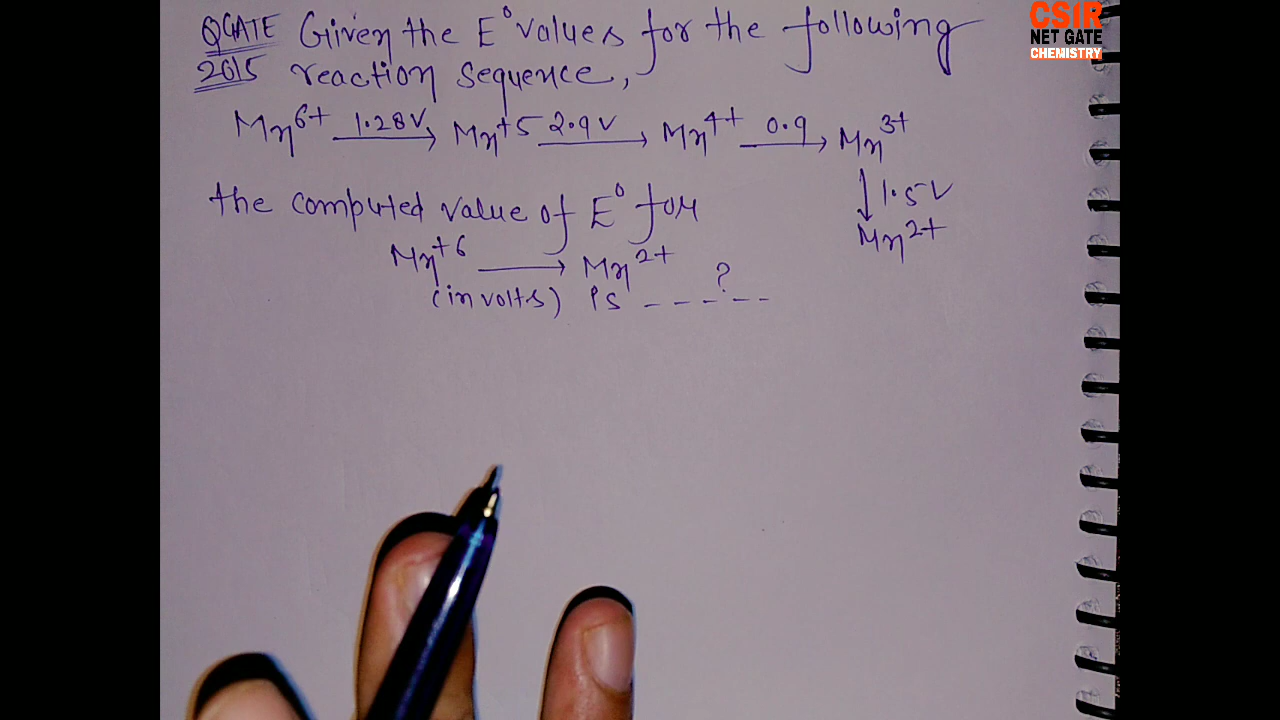 QGATE Given the E° values for the following
2015 reaction sequence,
Mn6+ 1.28V→ Mn+5 2.9V→ Mn4+ 0.9→ Mn3+
↓1.5V
Mn2+
the computed value of E° for
Mn+6 → Mn2+
(in volts) is _ _ _ _ _ ?
CSIR
NET GATE
CHEMISTRY